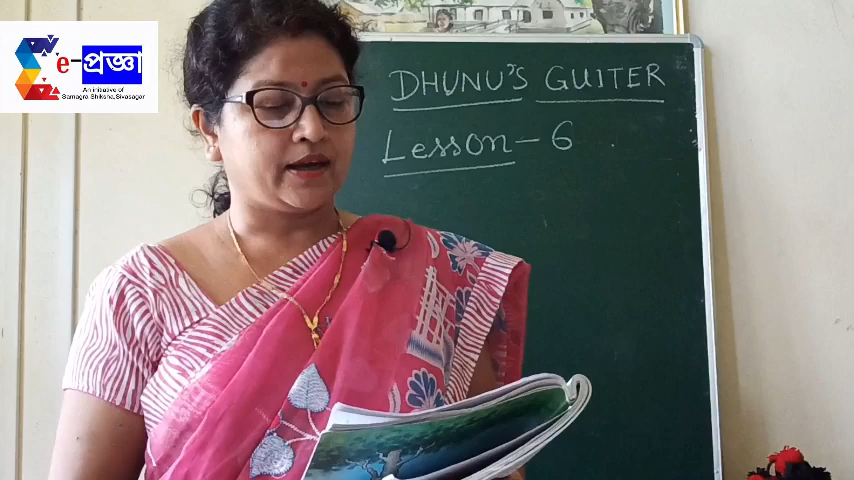 e-প্রজ্ঞা
An initiative of
Samagra Shiksha,Sivasagar
DHUNU'S GUITER
Lesson - 6